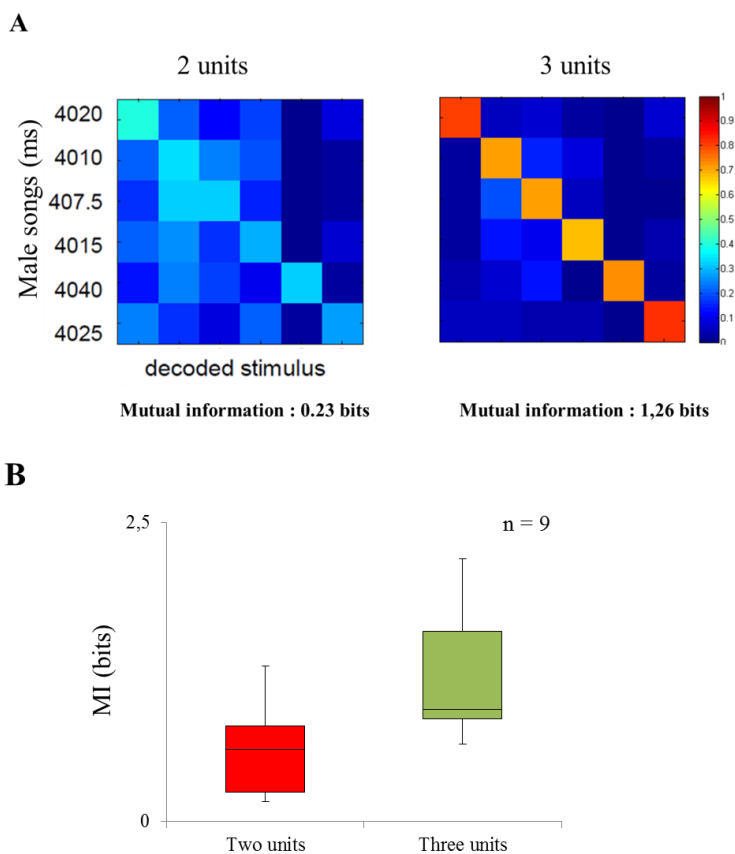 A
2 units
3 units
Male songs (ms)
4020
4010
407.5
4015
4040
4025
1
0.9
0.8
0.7
0.6
0.5
0.4
0.3
0.2
0.1
0
decoded stimulus
Mutual information : 0.23 bits
Mutual information : 1,26 bits
B
2,5
n = 9
MI (bits)
0
Two units
Three units